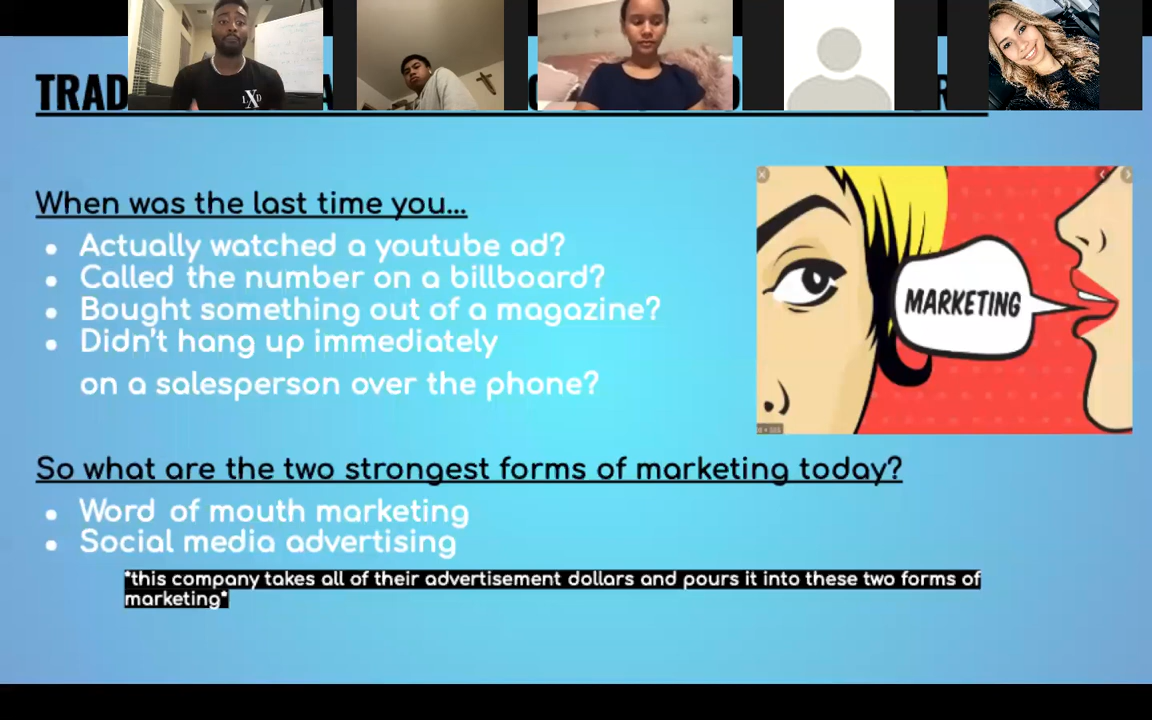 TRAD
LXD
When was the last time you...
Actually watched a youtube ad?
Called the number on a billboard?
Bought something out of a magazine?
Didn't hang up immediately
on a salesperson over the phone?
MARKETING
So what are the two strongest forms of marketing today?
Word of mouth marketing
Social media advertising
*this company takes all of their advertisement dollars and pours it into these two forms of
marketing*